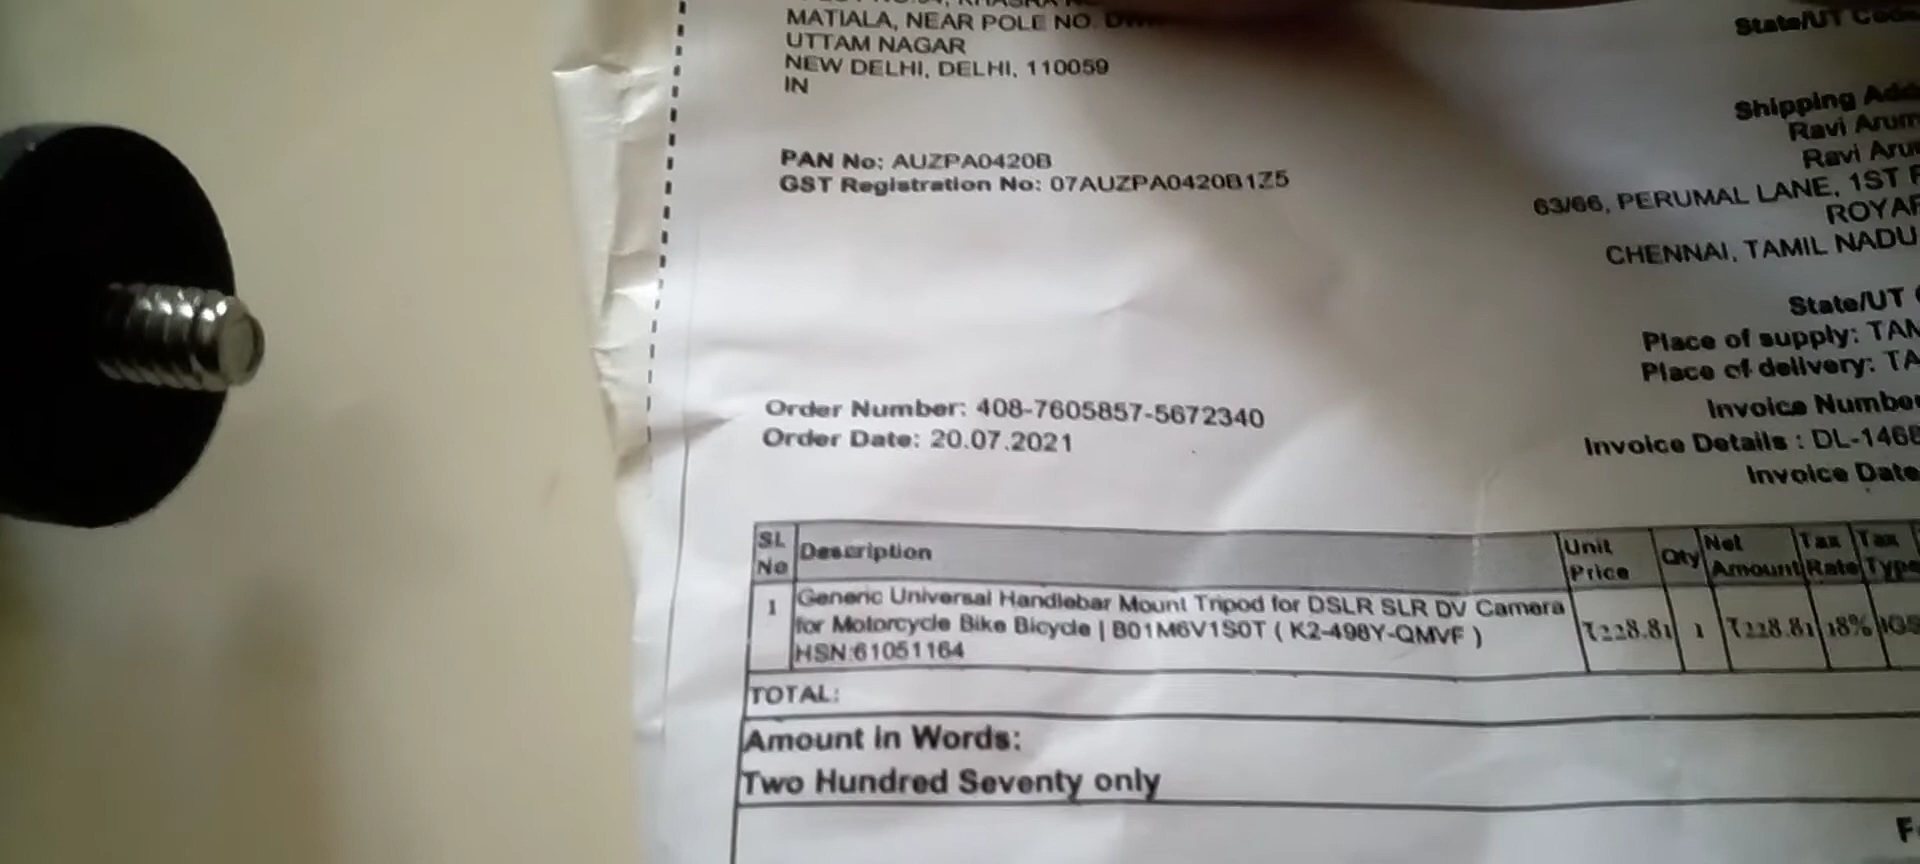 MATIALA, NEAR POLE NO.
UTTAM NAGAR
NEW DELHI, DELHI, 110059
IN
PAN No: AUZPA0420B
GST Registration No: 07AUZPA0420B1Z5
State/UT Code
Shipping
Ravi
Ravi
63/66, PERUMAL LANE, 1ST
CHENNAI, TAMIL NADU
State/UT
Place of supply:
Place of delivery:
Order Number: 408-7605857-5672340
Order Date: 20.07.2021
Invoice
Invoice Details : DL-1468
Invoice Date
SL No Description Unit Price Qty Net Amount Tax Rate Tax Type
1 Generic Universal Handlebar Mount Tripod for DSLR SLR DV Camera
for Motorcycle Bike Bicycle | B01M6V1S0T ( K2-498Y-QMVF )
HSN:61051164
₹228.81 1 ₹228.81 18%
TOTAL:
Amount in Words:
Two Hundred Seventy only